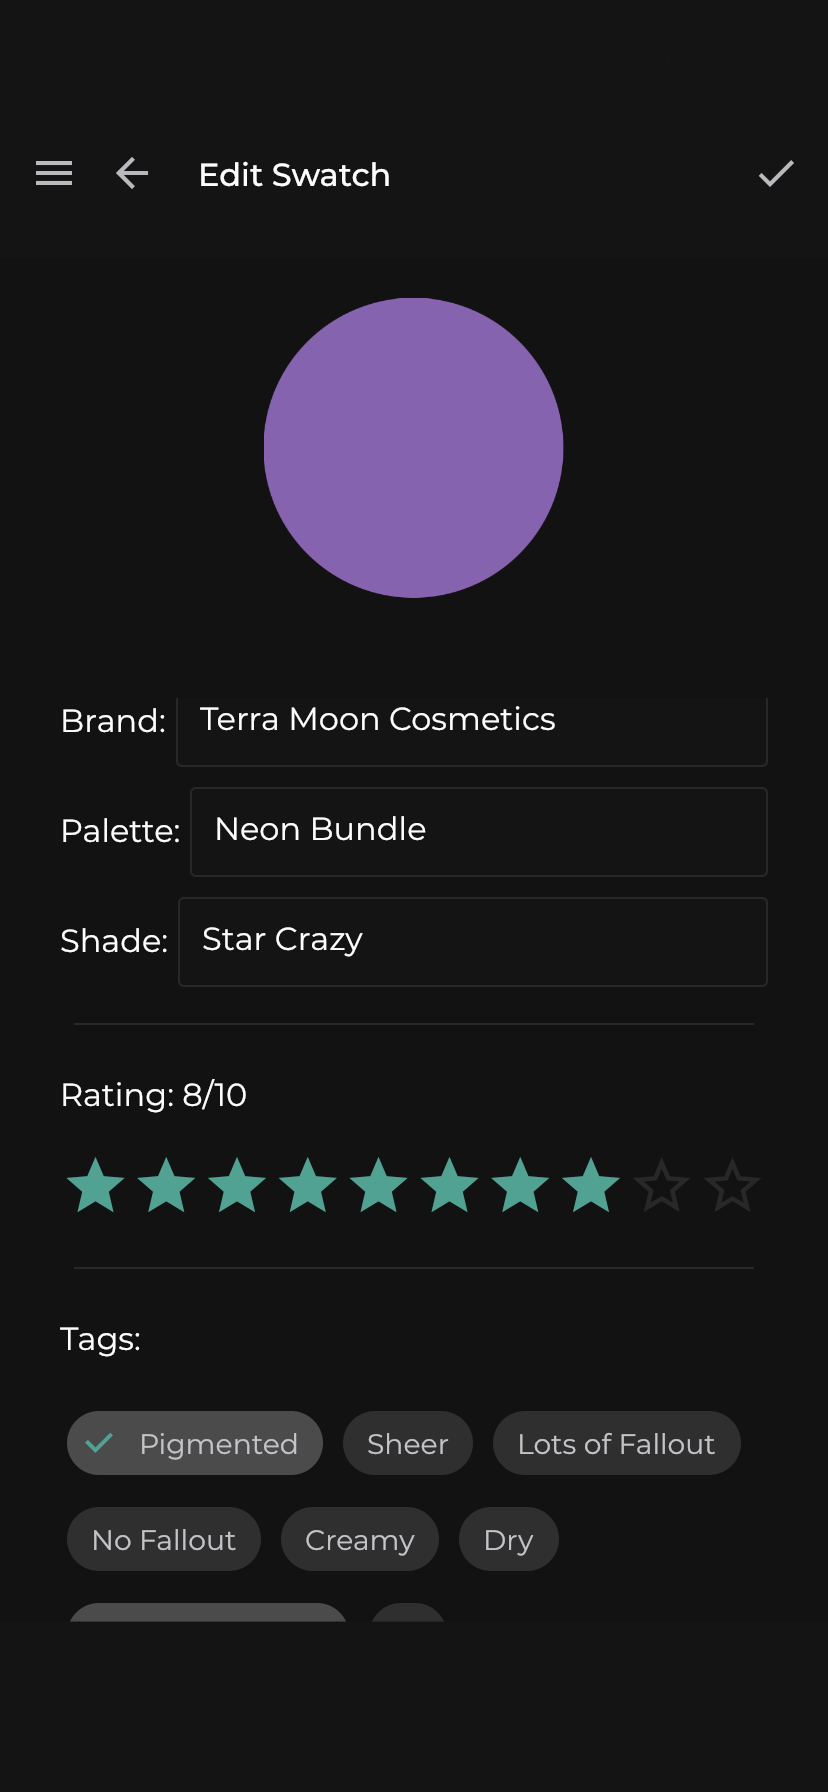 Edit Swatch
Brand: Terra Moon Cosmetics
Palette: Neon Bundle
Shade: Star Crazy
Rating: 8/10
Tags:
Pigmented Sheer Lots of Fallout
No Fallout Creamy Dry